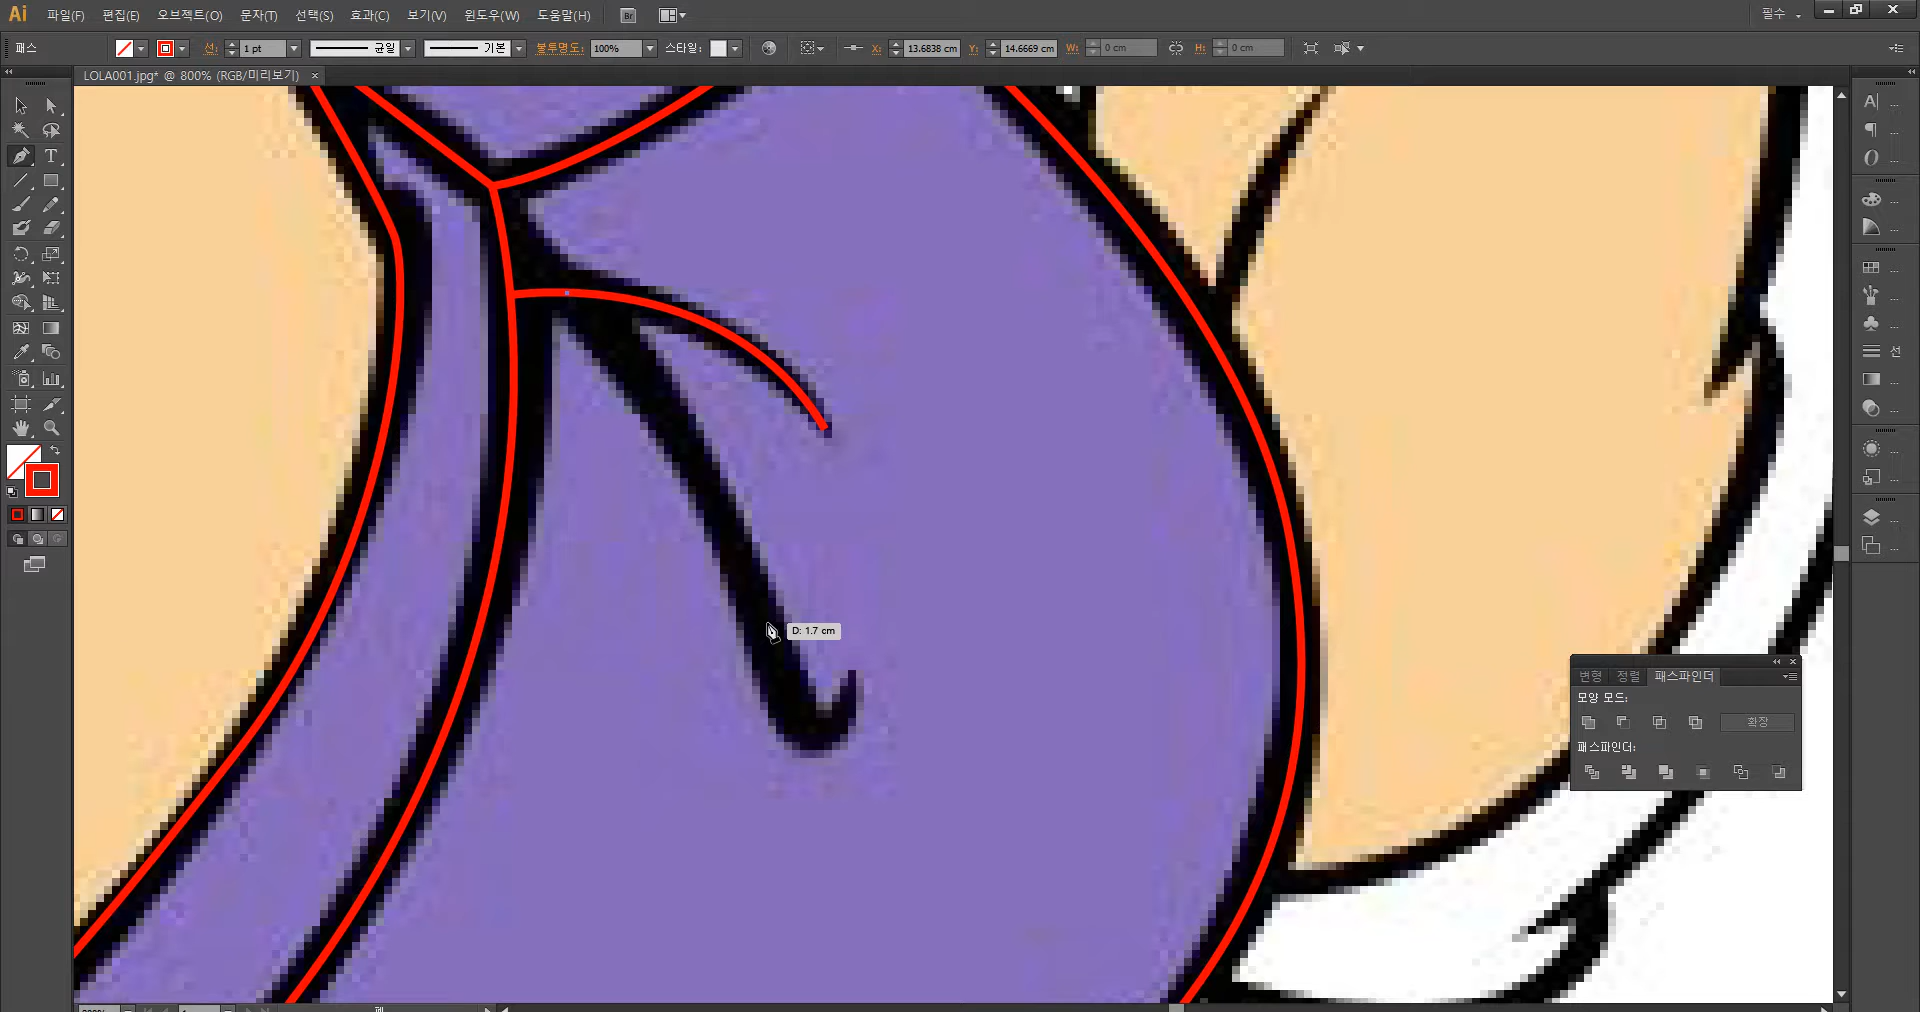 Ai 파일(F) 편집(E) 오브젝트(O) 문자(T) 선택(S) 효과(C) 보기(V) 윈도우(W) 도움말(H) Br 필수
패스 선: 1 pt 균일 기본 불투명도: 100% 스타일: X: 13.6838 cm Y: 14.6669 cm W: 0 cm H: 0 cm
LOLA001.jpg* @ 800% (RGB/미리보기)
선
D: 1.7 cm
변형 정렬 패스파인더
모양 모드:
확장
패스파인더: